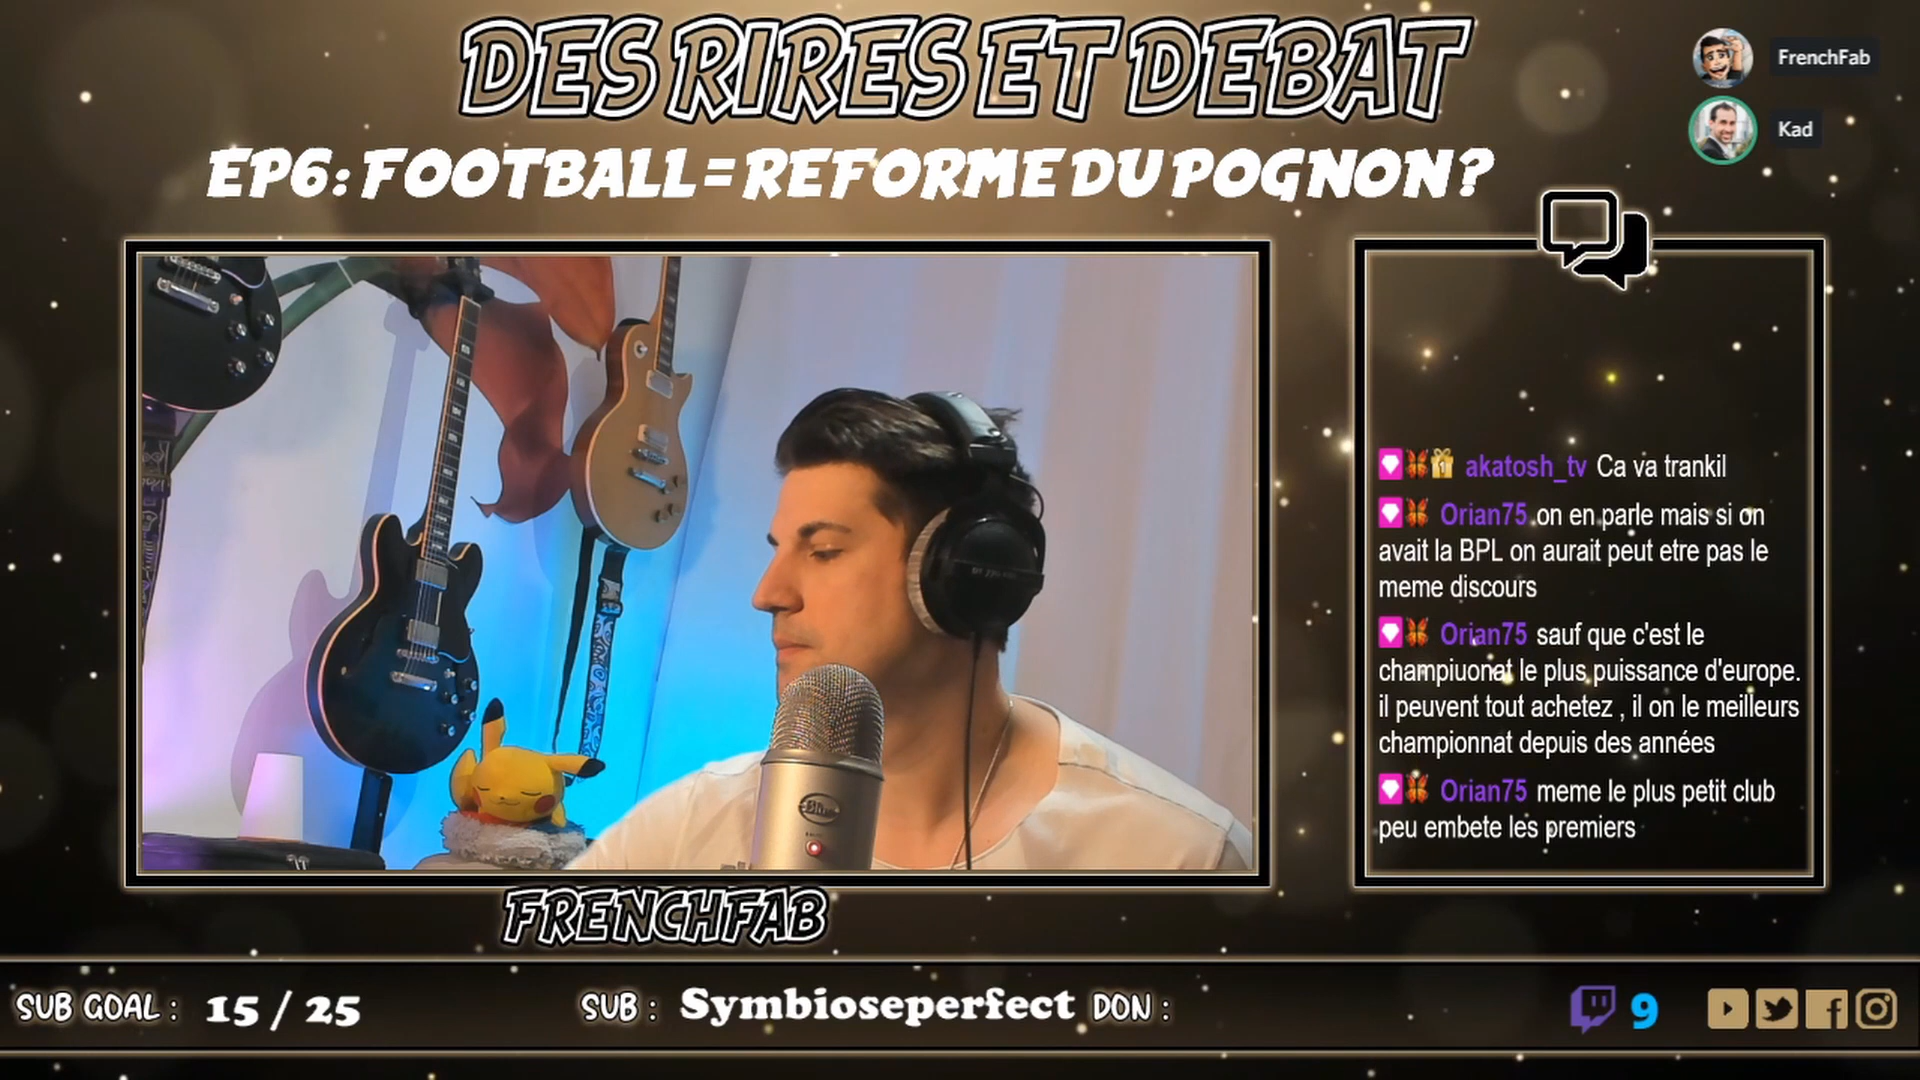 DES RIRES ET DEBAT
EP6: FOOTBALL = REFORME DU POGNON ?
FrenchFab
Kad
akatosh_tv Ca va trankil
Orian75 on en parle mais si on
avait la BPL on aurait peut etre pas le
meme discours
Orian75 sauf que c'est le
champiuonat le plus puissance d'europe.
il peuvent tout achetez , il on le meilleurs
championnat depuis des années
Orian75 meme le plus petit club
peu embete les premiers
Blue
FRENCHFAB
SUB GOAL : 15 / 25
SUB : Symbioseperfect
DON :
9